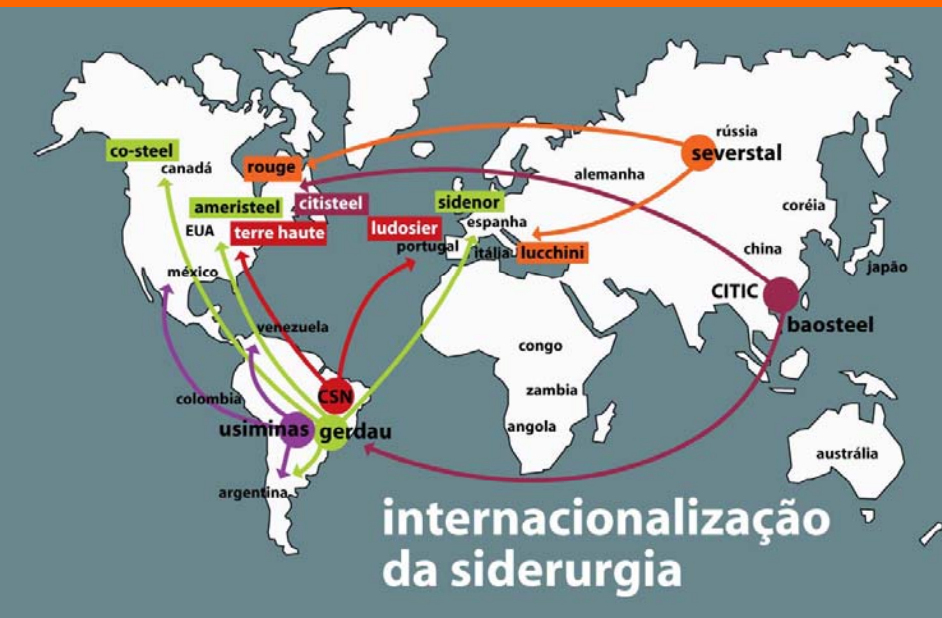 rússia
severstal
co-steel
canadá
rouge
alemanha
ameristeel
citisteel
sidenor
coréia
EUA
terre haute
ludosier
espanha
portugal
itália
lucchini
china
japão
méxico
CITIC
baosteel
venezuela
congo
zambia
colombia
CSN
usiminas
gerdau
angola
austrália
argentina
internacionalização
da siderurgia